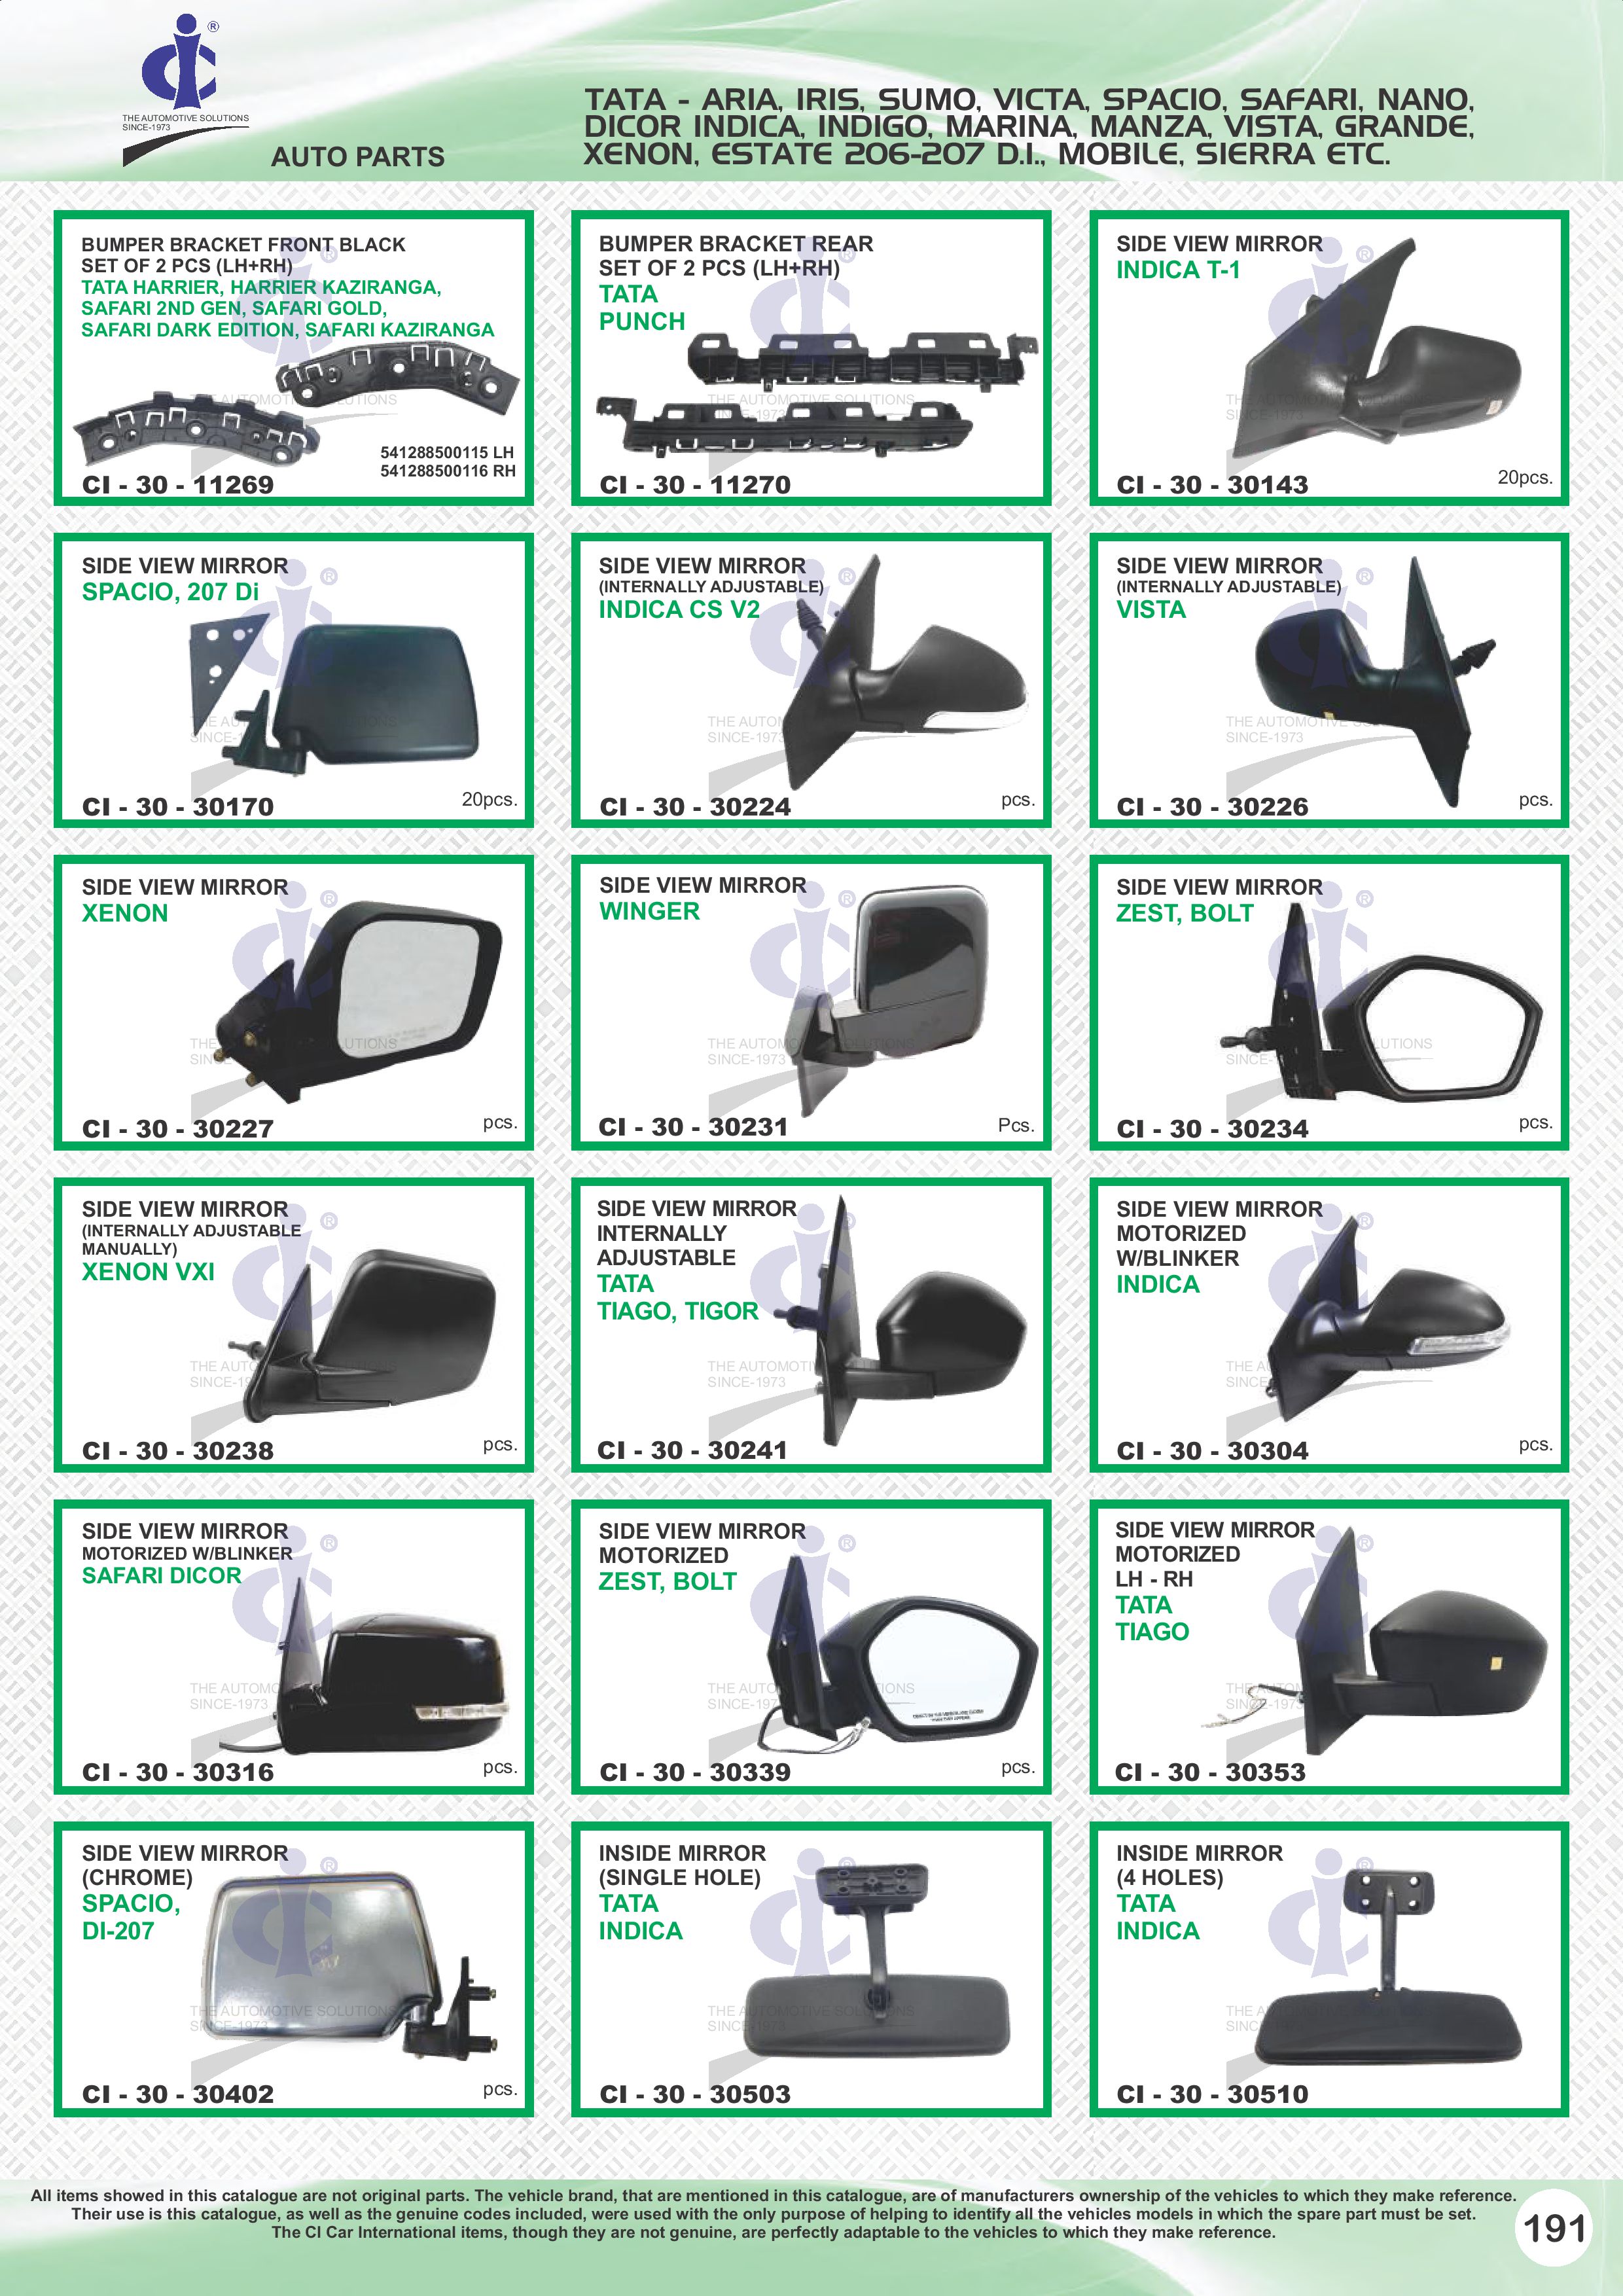 ®
THE AUTOMOTIVE SOLUTIONS
SINCE-1973
AUTO PARTS
TATA - ARIA, IRIS, SUMO, VICTA, SPACIO, SAFARI, NANO,
DICOR INDICA, INDIGO, MARINA, MANZA, VISTA, GRANDE,
XENON, ESTATE 206-207 D.I., MOBILE, SIERRA ETC.
BUMPER BRACKET FRONT BLACK
SET OF 2 PCS (LH+RH)
TATA HARRIER, HARRIER KAZIRANGA,
SAFARI 2ND GEN, SAFARI GOLD,
SAFARI DARK EDITION, SAFARI KAZIRANGA
541288500115 LH
541288500116 RH
CI - 30 - 11269
BUMPER BRACKET REAR
SET OF 2 PCS (LH+RH)
TATA
PUNCH
CI - 30 - 11270
SIDE VIEW MIRROR
INDICA T-1
CI - 30 - 30143
20pcs.
SIDE VIEW MIRROR
SPACIO, 207 Di
CI - 30 - 30170
20pcs.
SIDE VIEW MIRROR
(INTERNALLY ADJUSTABLE)
INDICA CS V2
CI - 30 - 30224
pcs.
SIDE VIEW MIRROR
(INTERNALLY ADJUSTABLE)
VISTA
CI - 30 - 30226
pcs.
SIDE VIEW MIRROR
XENON
CI - 30 - 30227
pcs.
SIDE VIEW MIRROR
WINGER
CI - 30 - 30231
Pcs.
SIDE VIEW MIRROR
ZEST, BOLT
CI - 30 - 30234
pcs.
SIDE VIEW MIRROR
(INTERNALLY ADJUSTABLE
MANUALLY)
XENON VXI
CI - 30 - 30238
pcs.
SIDE VIEW MIRROR
INTERNALLY
ADJUSTABLE
TATA
TIAGO, TIGOR
CI - 30 - 30241
SIDE VIEW MIRROR
MOTORIZED
W/BLINKER
INDICA
CI - 30 - 30304
pcs.
SIDE VIEW MIRROR
MOTORIZED W/BLINKER
SAFARI DICOR
CI - 30 - 30316
pcs.
SIDE VIEW MIRROR
MOTORIZED
ZEST, BOLT
CI - 30 - 30339
pcs.
SIDE VIEW MIRROR
MOTORIZED
LH - RH
TATA
TIAGO
CI - 30 - 30353
SIDE VIEW MIRROR
(CHROME)
SPACIO,
DI-207
CI - 30 - 30402
pcs.
INSIDE MIRROR
(SINGLE HOLE)
TATA
INDICA
CI - 30 - 30503
INSIDE MIRROR
(4 HOLES)
TATA
INDICA
CI - 30 - 30510
All items showed in this catalogue are not original parts. The vehicle brand, that are mentioned in this catalogue, are of manufacturers ownership of the vehicles to which they make reference.
Their use is this catalogue, as well as the genuine codes included, were used with the only purpose of helping to identify all the vehicles models in which the spare part must be set.
The CI Car International items, though they are not genuine, are perfectly adaptable to the vehicles to which they make reference.
191